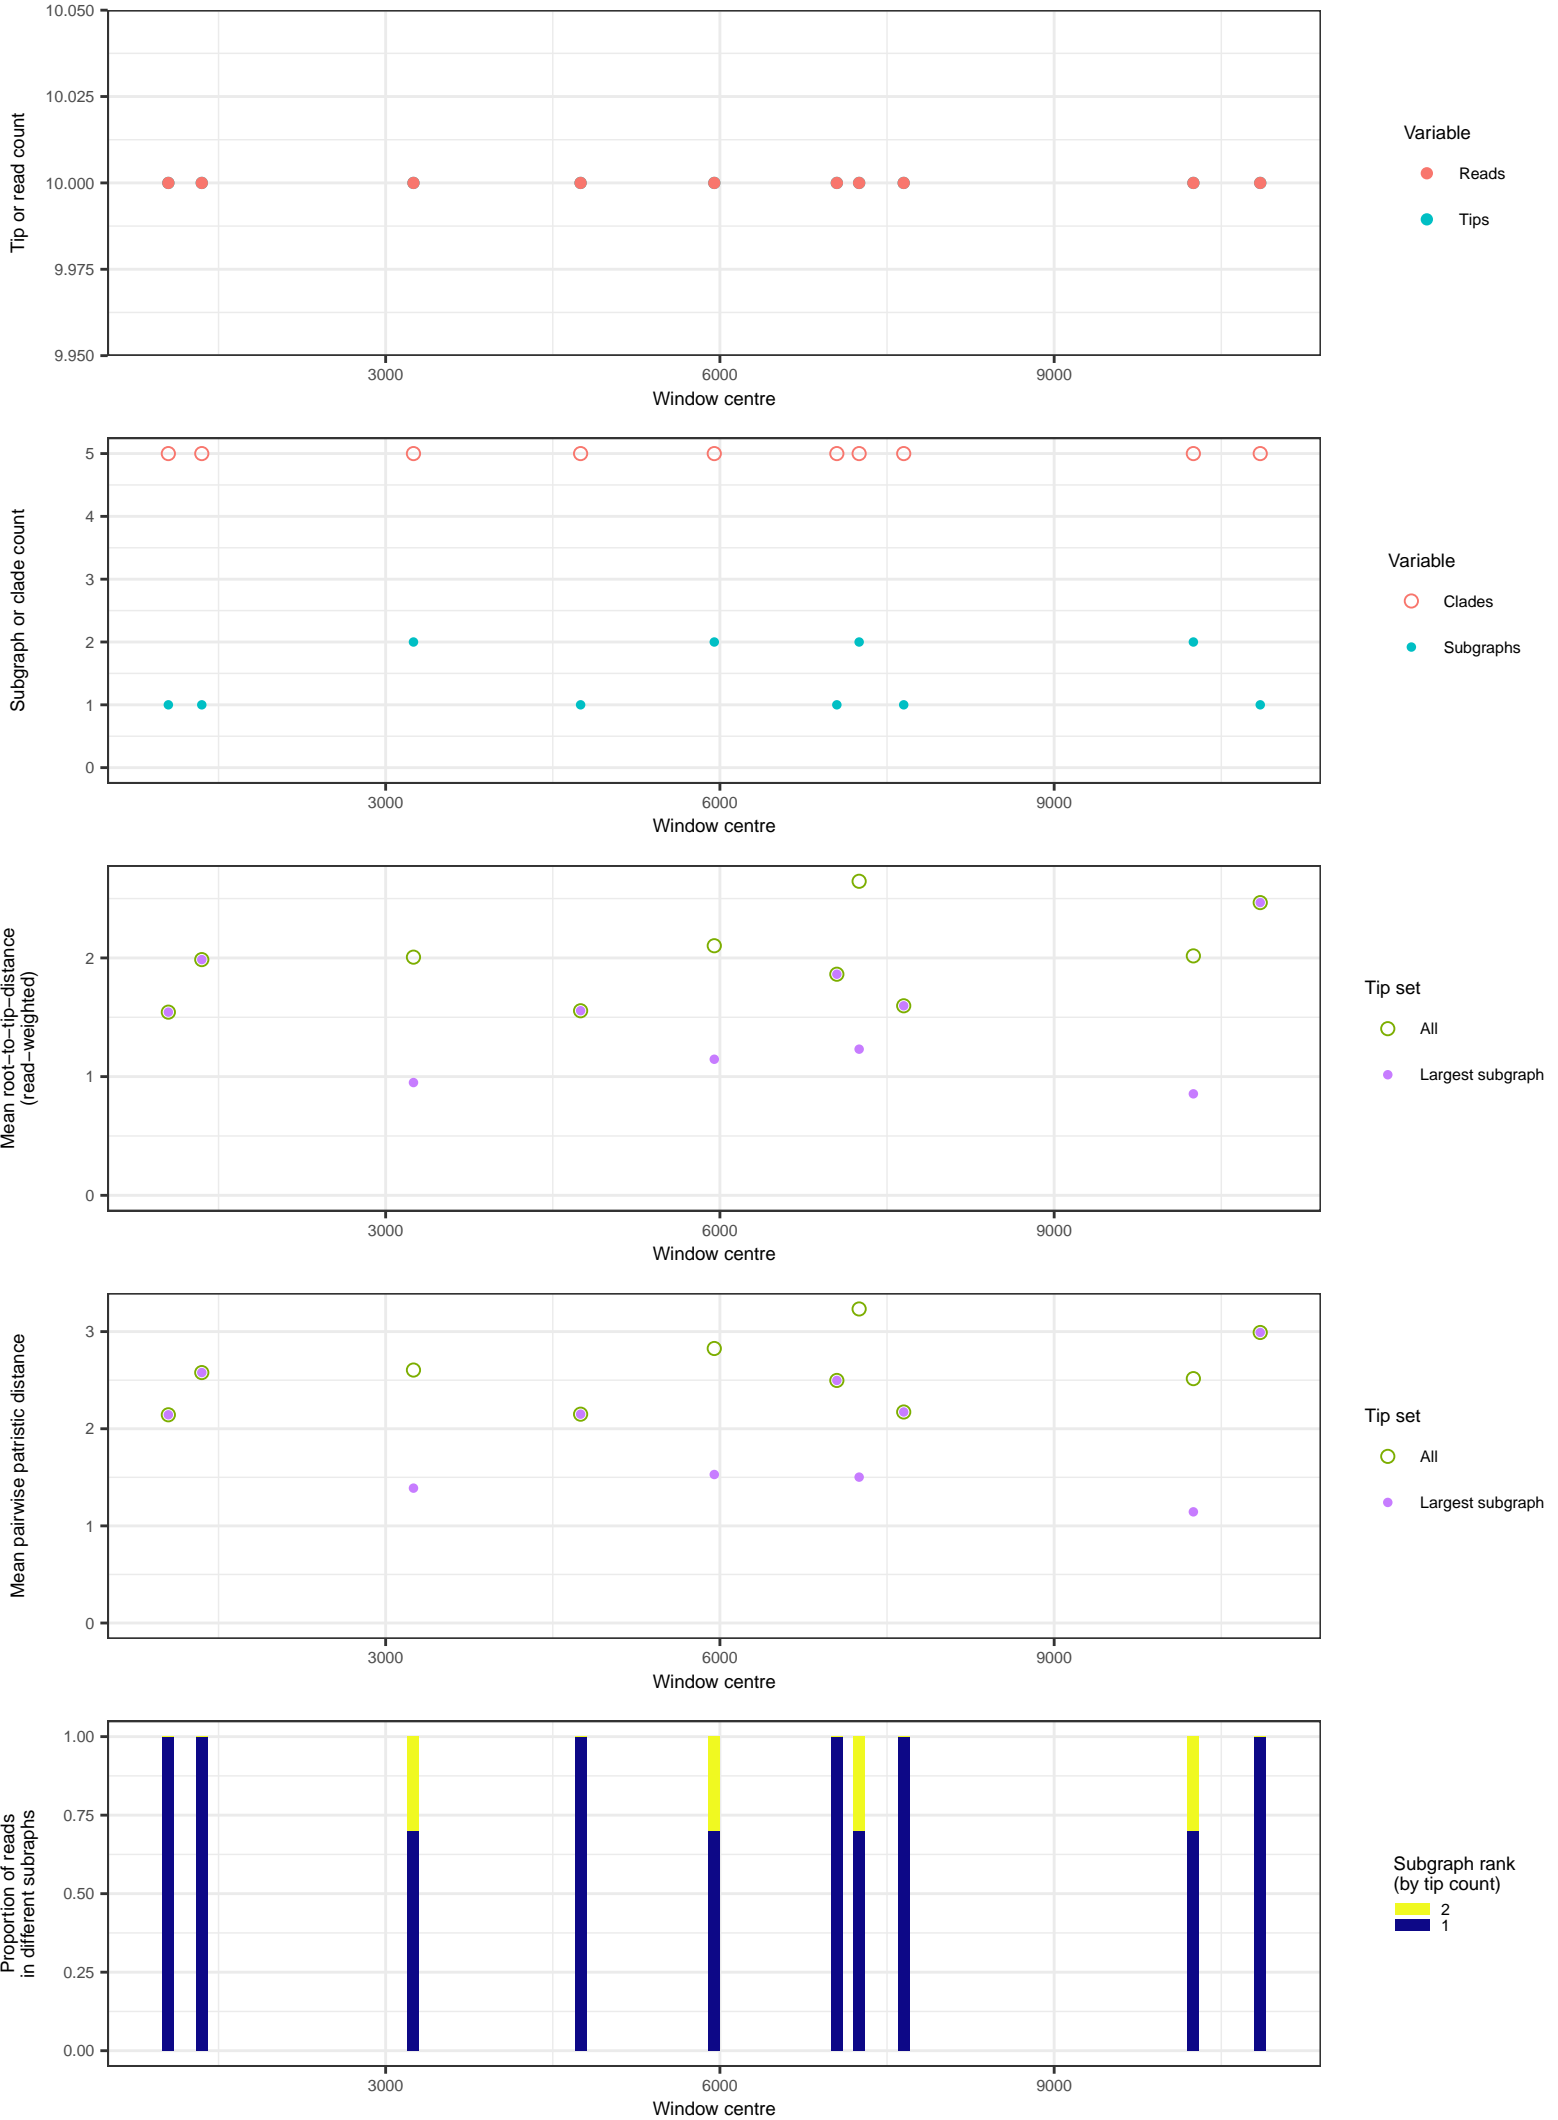 10.050
10.025
10.000
9.975
9.950
Tip or read count
3000
6000
9000
Window centre
Variable
Reads
Tips
5
4
3
2
1
0
Subgraph or clade count
3000
6000
9000
Window centre
Variable
Clades
Subgraphs
2
1
0
Mean root−to−tip−distance
(read−weighted)
3000
6000
9000
Window centre
Tip set
All
Largest subgraph
3
2
1
0
Mean pairwise patristic distance
3000
6000
9000
Window centre
Tip set
All
Largest subgraph
1.00
0.75
0.50
0.25
0.00
Proportion of reads
in different subraphs
3000
6000
9000
Window centre
Subgraph rank
(by tip count)
2
1